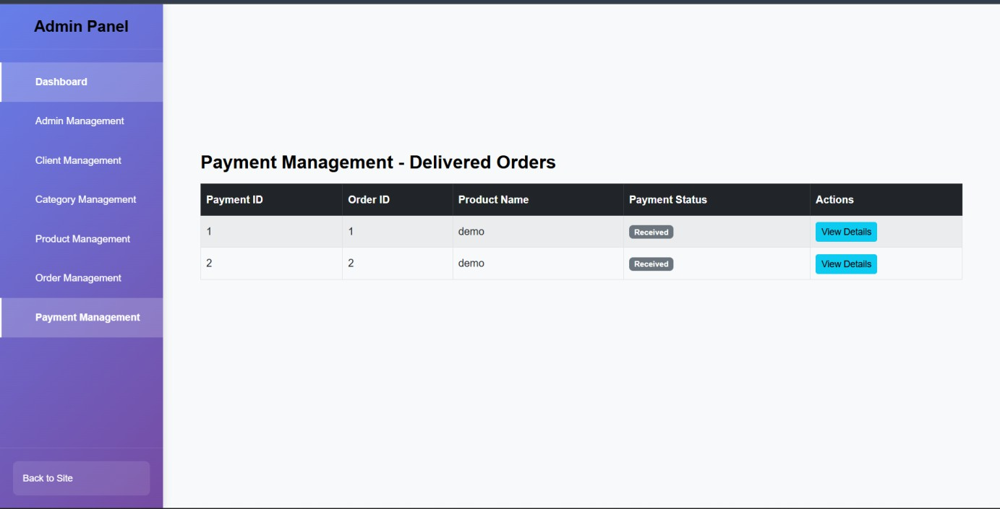 Admin Panel
Dashboard
Admin Management
Client Management
Category Management
Product Management
Order Management
Payment Management
Back to Site
Payment Management - Delivered Orders
Payment ID Order ID Product Name Payment Status Actions
1 1 demo Received View Details
2 2 demo Received View Details